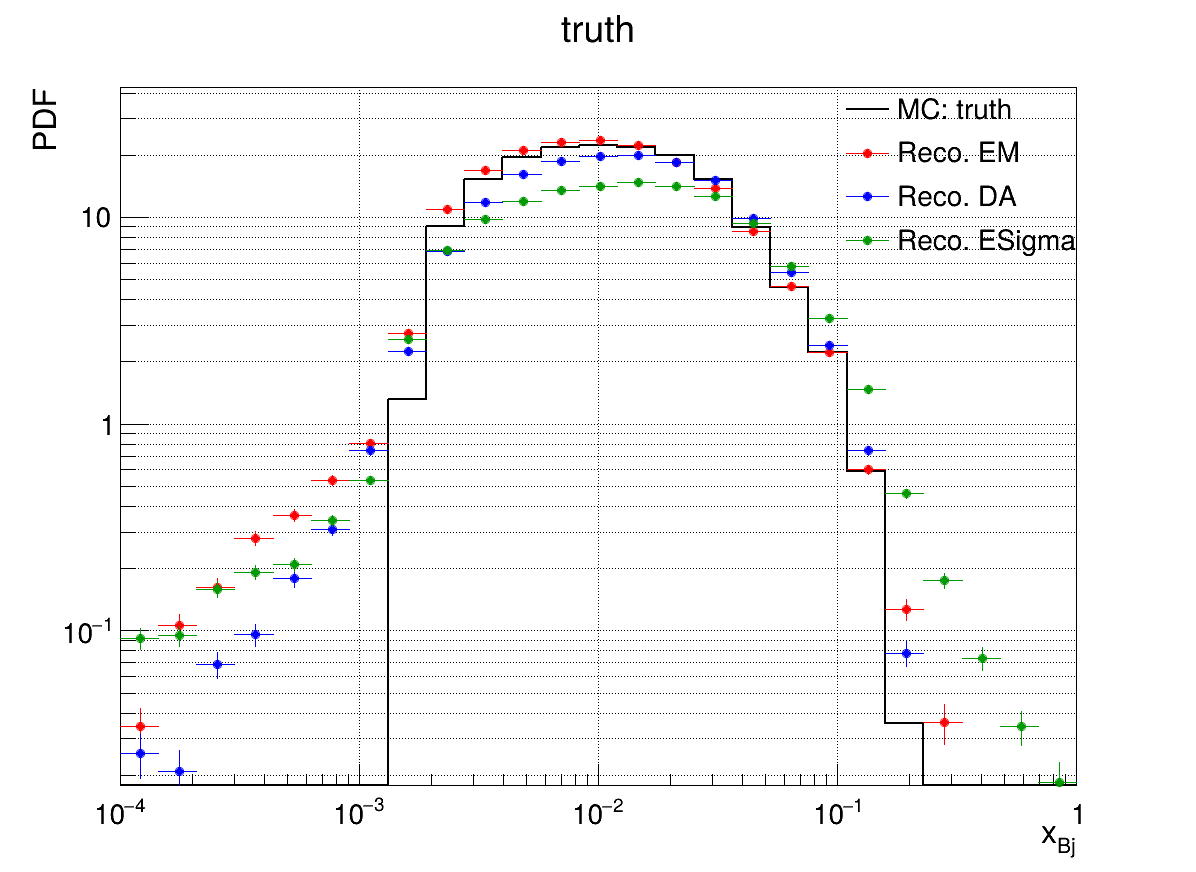 truth
PDF
MC: truth
Reco. EM
Reco. DA
Reco. ESigma
10
1
10⁻¹
10⁻⁴ 10⁻³ 10⁻² 10⁻¹ 1
x_Bj